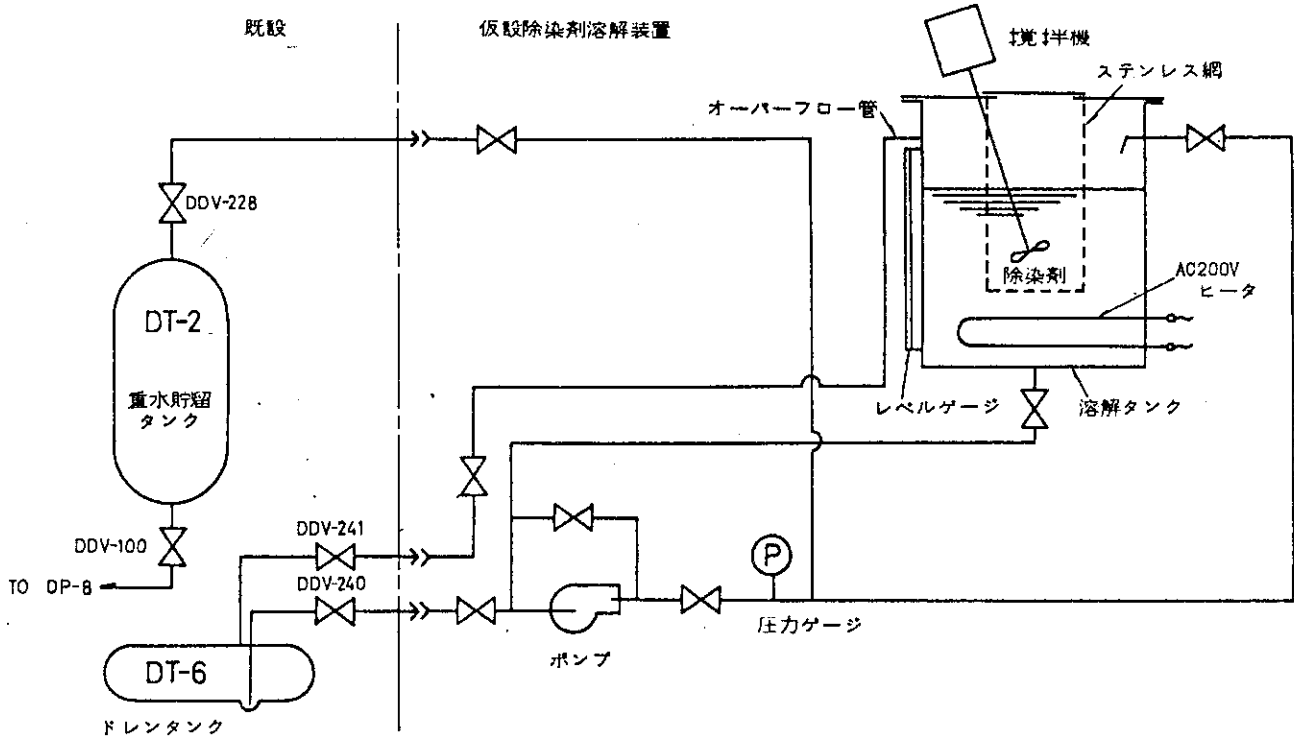 既設
仮設除染剤溶解装置
撹拌機
ステンレス網
オーバーフロー管
DDV-228
除染剤
AC200V
ヒータ
DT-2
重水貯留
タンク
レベルゲージ
溶解タンク
DDV-241
DDV-100
DDV-240
TO DP-8
P
圧力ゲージ
ポンプ
DT-6
ドレンタンク